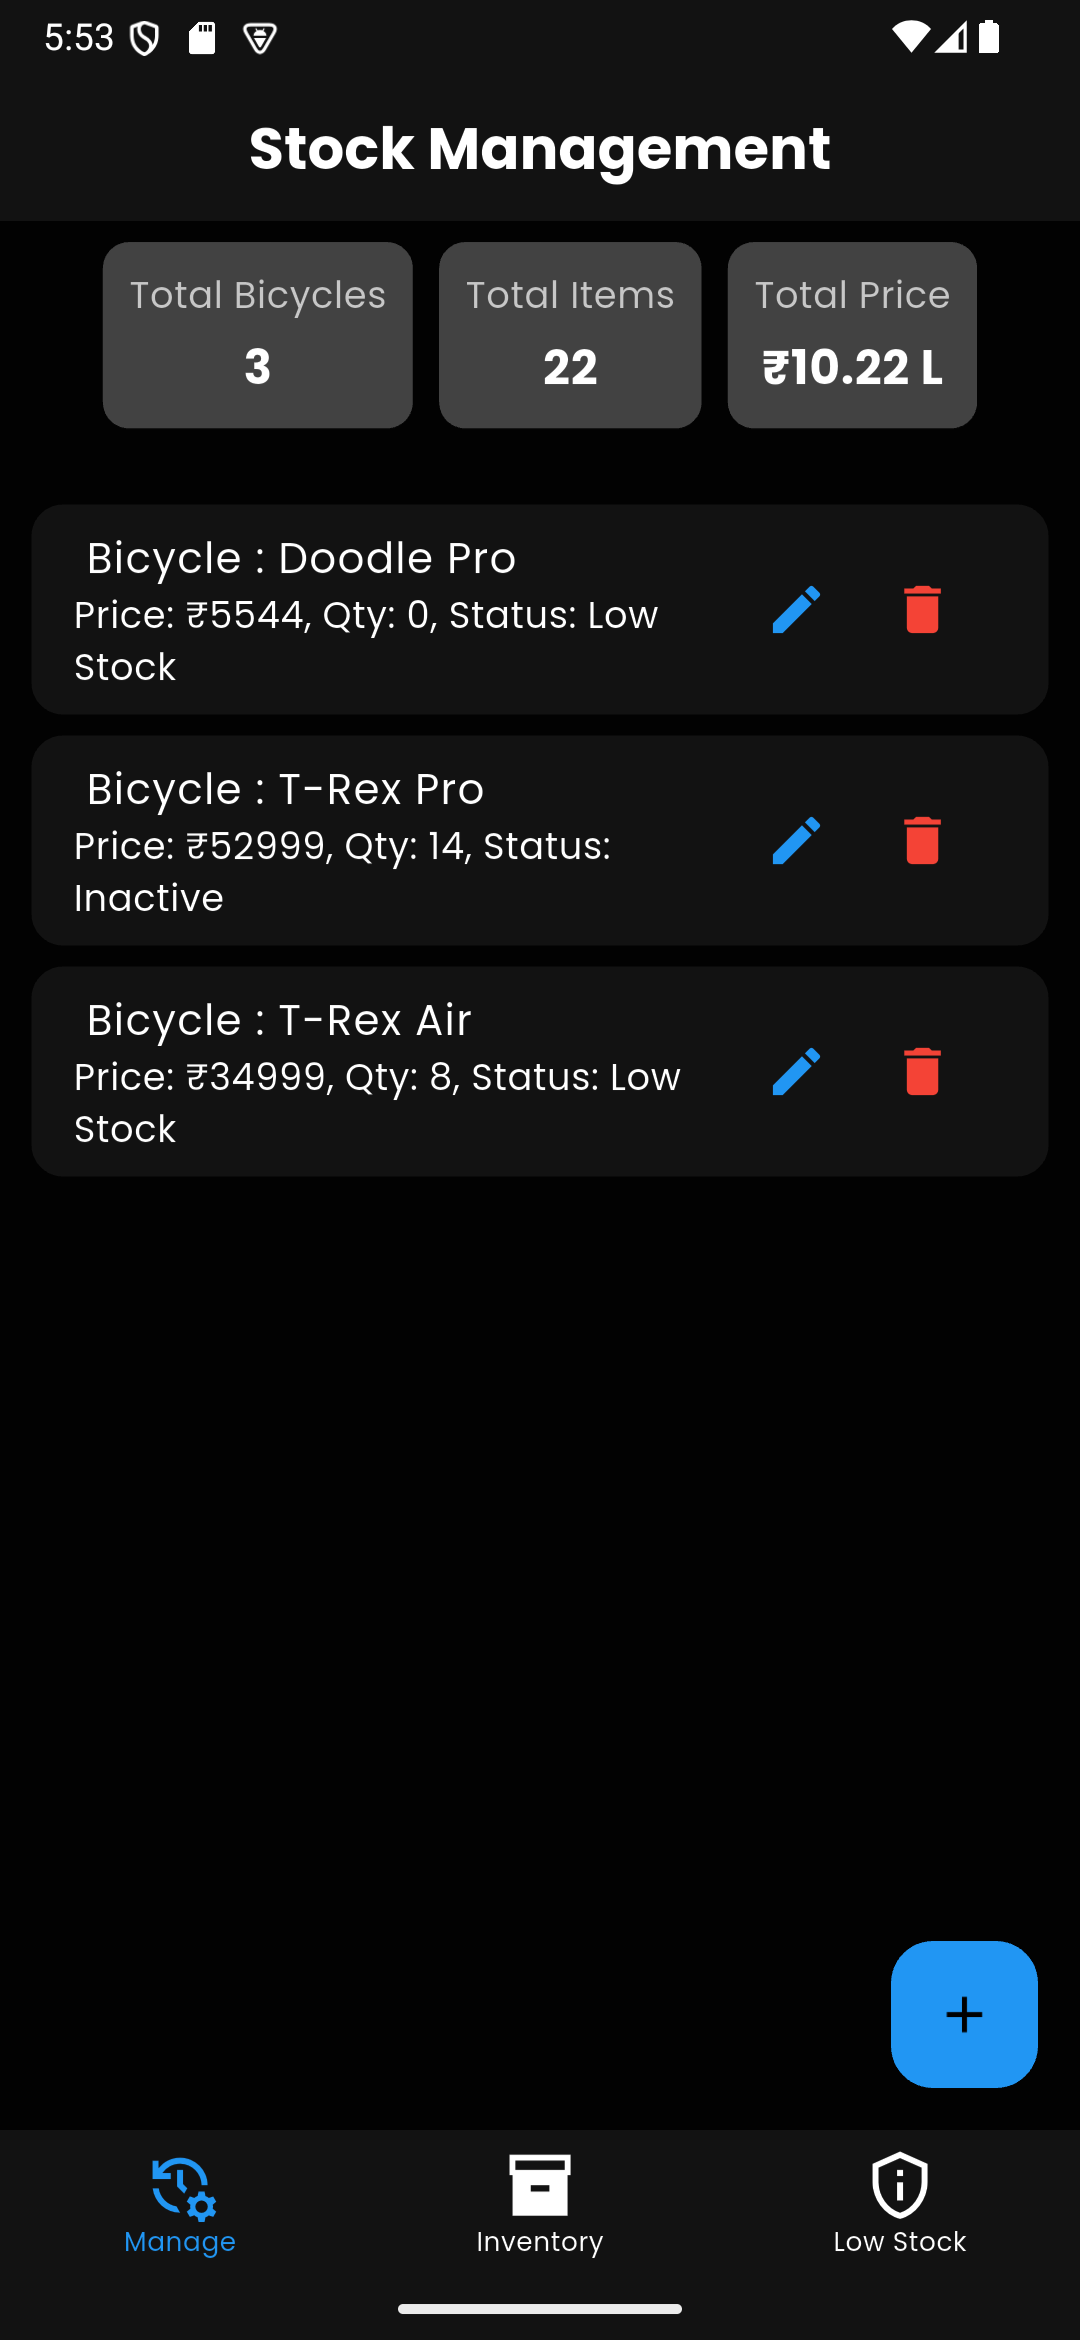 5:53
Stock Management
Total Bicycles
3
Total Items
22
Total Price
₹10.22 L
Bicycle : Doodle Pro
Price: ₹5544, Qty: 0, Status: Low
Stock
Bicycle : T-Rex Pro
Price: ₹52999, Qty: 14, Status:
Inactive
Bicycle : T-Rex Air
Price: ₹34999, Qty: 8, Status: Low
Stock
Manage
Inventory
Low Stock